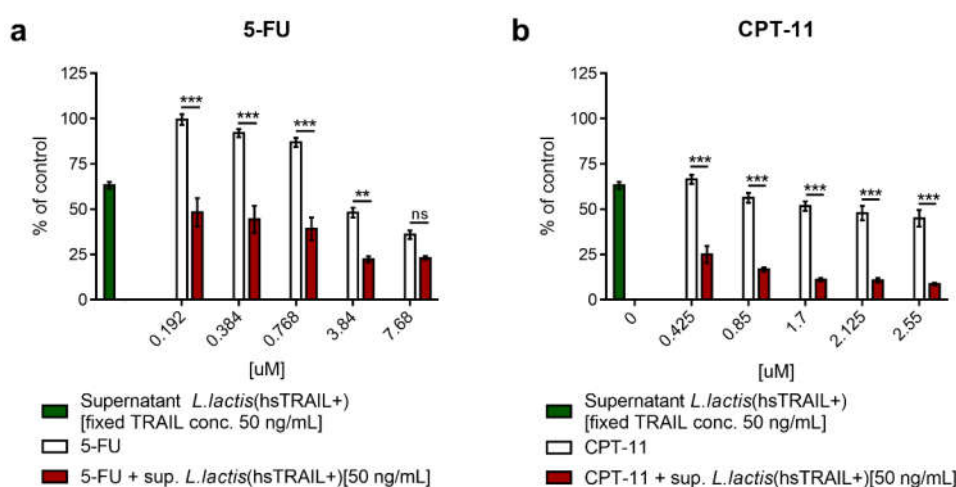 a
5-FU
125
100
75
50
25
0
% of control
***
***
***
**
ns
0.192
0.384
0.768
3.84
7.68
[uM]
Supernatant L.lactis(hsTRAIL+)
[fixed TRAIL conc. 50 ng/mL]
5-FU
5-FU + sup. L.lactis(hsTRAIL+)[50 ng/mL]
b
CPT-11
125
100
75
50
25
0
% of control
***
***
***
***
***
0
0.425
0.85
1.7
2.125
2.55
[uM]
Supernatant L.lactis(hsTRAIL+)
[fixed TRAIL conc. 50 ng/mL]
CPT-11
CPT-11 + sup. L.lactis(hsTRAIL+)[50 ng/mL]